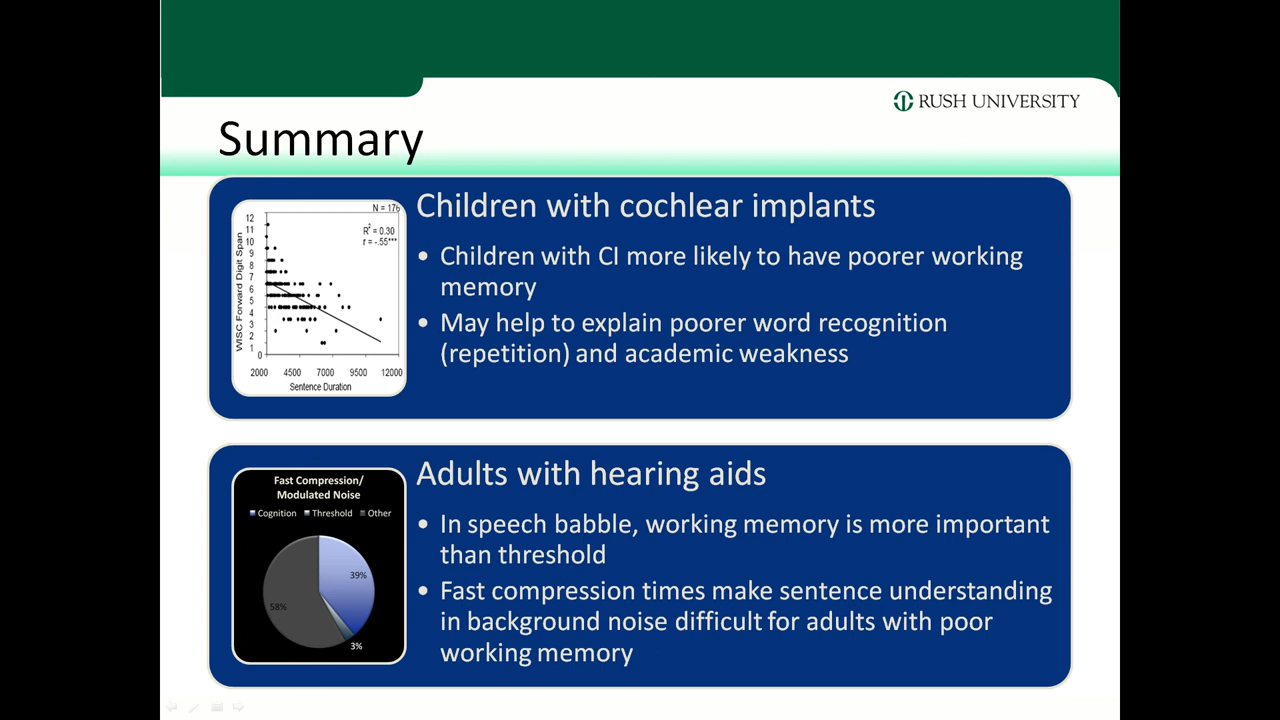 RUSH UNIVERSITY
Summary
Children with cochlear implants
• Children with CI more likely to have poorer working
memory
• May help to explain poorer word recognition
(repetition) and academic weakness
N = 176
R² = 0.30
r = -.55***
WISC Forward Digit Span
12
11
10
9
8
7
6
5
4
3
2
1
0
2000 4500 7000 9500 12000
Sentence Duration
Adults with hearing aids
• In speech babble, working memory is more important
than threshold
• Fast compression times make sentence understanding
in background noise difficult for adults with poor
working memory
Fast Compression/
Modulated Noise
Cognition Threshold Other
39%
58%
3%